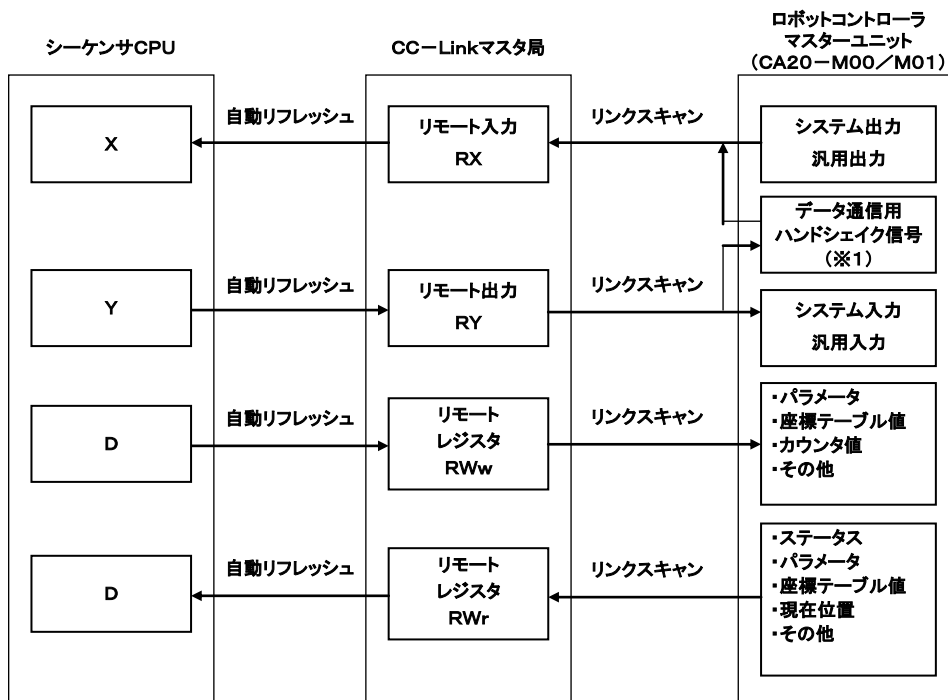 シーケンサCPU
CC－Linkマスタ局
ロボットコントローラ
マスターユニット
（CA20－M00／M01）
X
自動リフレッシュ
リモート入力
RX
リンクスキャン
システム出力
汎用出力
データ通信用
ハンドシェイク信号
（※1）
Y
自動リフレッシュ
リモート出力
RY
リンクスキャン
システム入力
汎用入力
D
自動リフレッシュ
リモート
レジスタ
RWw
リンクスキャン
・パラメータ
・座標テーブル値
・カウンタ値
・その他
D
自動リフレッシュ
リモート
レジスタ
RWr
リンクスキャン
・ステータス
・パラメータ
・座標テーブル値
・現在位置
・その他